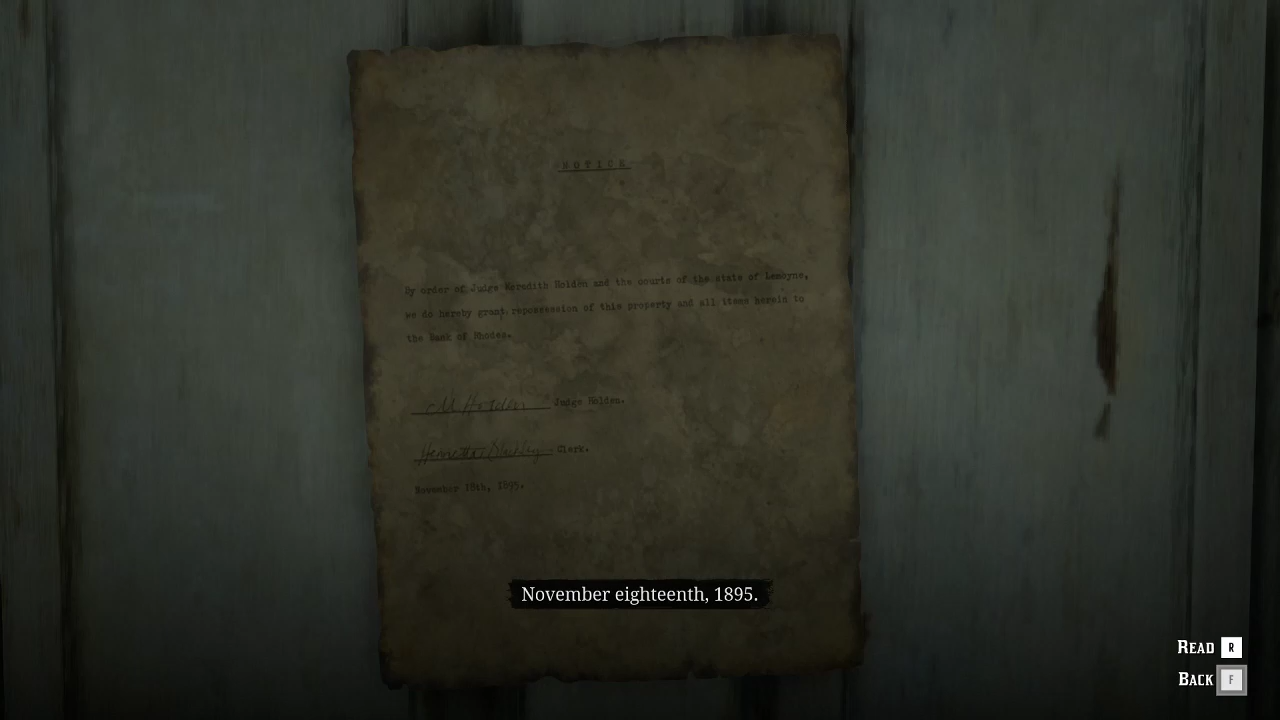 NOTICE
By order of Judge Meredith Holden and the courts of the state of Lemoyne,
we do hereby grant repossession of this property and all items herein to
the Bank of Rhodes.
M Holden Judge Holden.
Henrietta Clerk.
November 18th, 1895.
November eighteenth, 1895.
READ R
BACK F